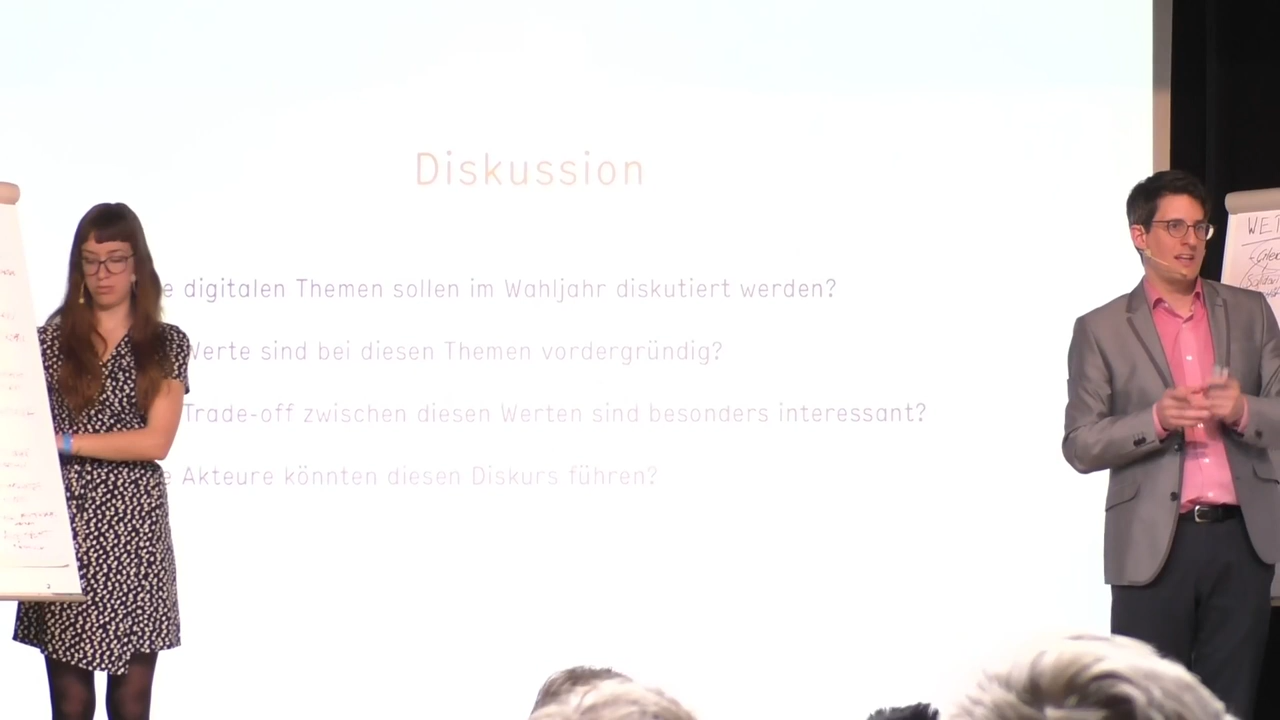 Diskussion
e digitalen Themen sollen im Wahljahr diskutiert werden?
Werte sind bei diesen Themen vordergründig?
Trade-off zwischen diesen Werten sind besonders interessant?
e Akteure könnten diesen Diskurs führen?
WET